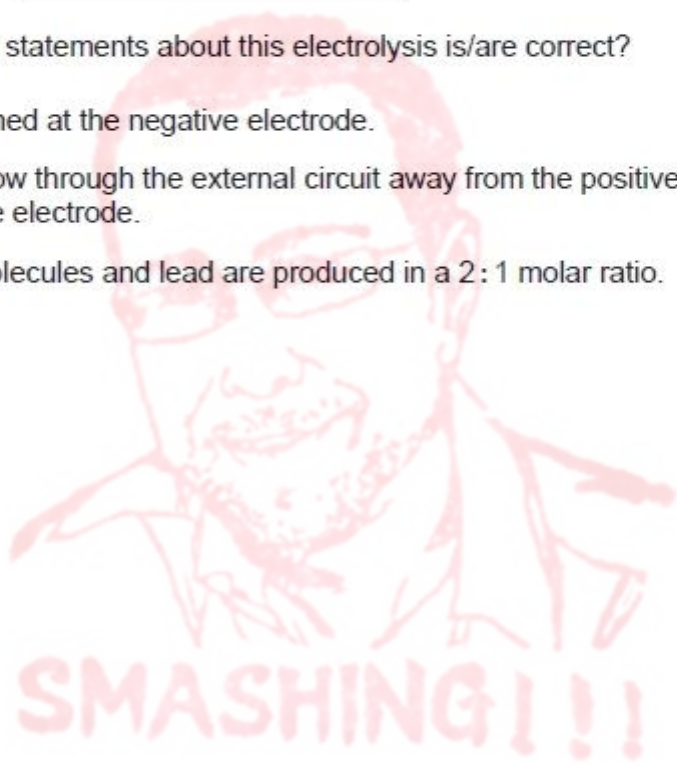 statements about this electrolysis is/are correct?
ned at the negative electrode.
ow through the external circuit away from the positive
e electrode.
lecules and lead are produced in a 2 : 1 molar ratio.
SMASHING!!!